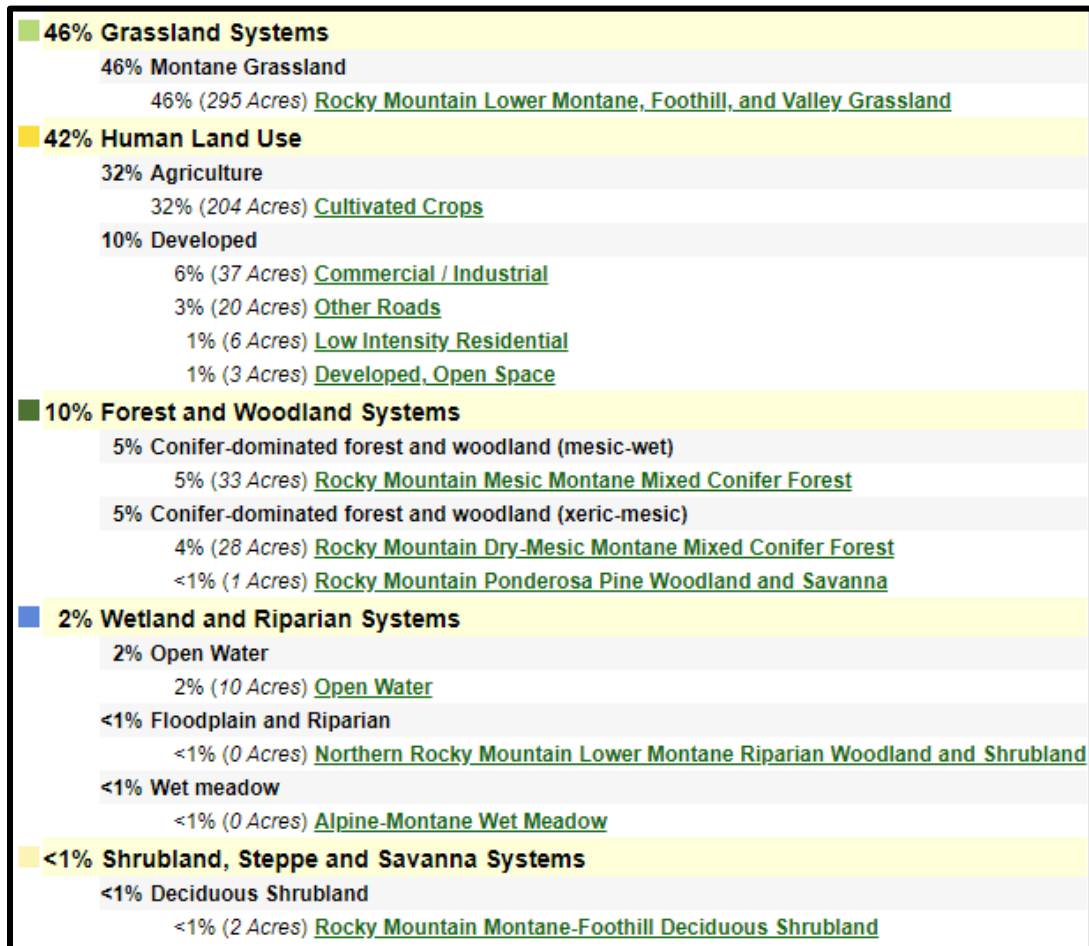 46% Grassland Systems
46% Montane Grassland
46% (295 Acres) Rocky Mountain Lower Montane, Foothill, and Valley Grassland
42% Human Land Use
32% Agriculture
32% (204 Acres) Cultivated Crops
10% Developed
6% (37 Acres) Commercial / Industrial
3% (20 Acres) Other Roads
1% (6 Acres) Low Intensity Residential
1% (3 Acres) Developed, Open Space
10% Forest and Woodland Systems
5% Conifer-dominated forest and woodland (mesic-wet)
5% (33 Acres) Rocky Mountain Mesic Montane Mixed Conifer Forest
5% Conifer-dominated forest and woodland (xeric-mesic)
4% (28 Acres) Rocky Mountain Dry-Mesic Montane Mixed Conifer Forest
<1% (1 Acres) Rocky Mountain Ponderosa Pine Woodland and Savanna
2% Wetland and Riparian Systems
2% Open Water
2% (10 Acres) Open Water
<1% Floodplain and Riparian
<1% (0 Acres) Northern Rocky Mountain Lower Montane Riparian Woodland and Shrubland
<1% Wet meadow
<1% (0 Acres) Alpine-Montane Wet Meadow
<1% Shrubland, Steppe and Savanna Systems
<1% Deciduous Shrubland
<1% (2 Acres) Rocky Mountain Montane-Foothill Deciduous Shrubland